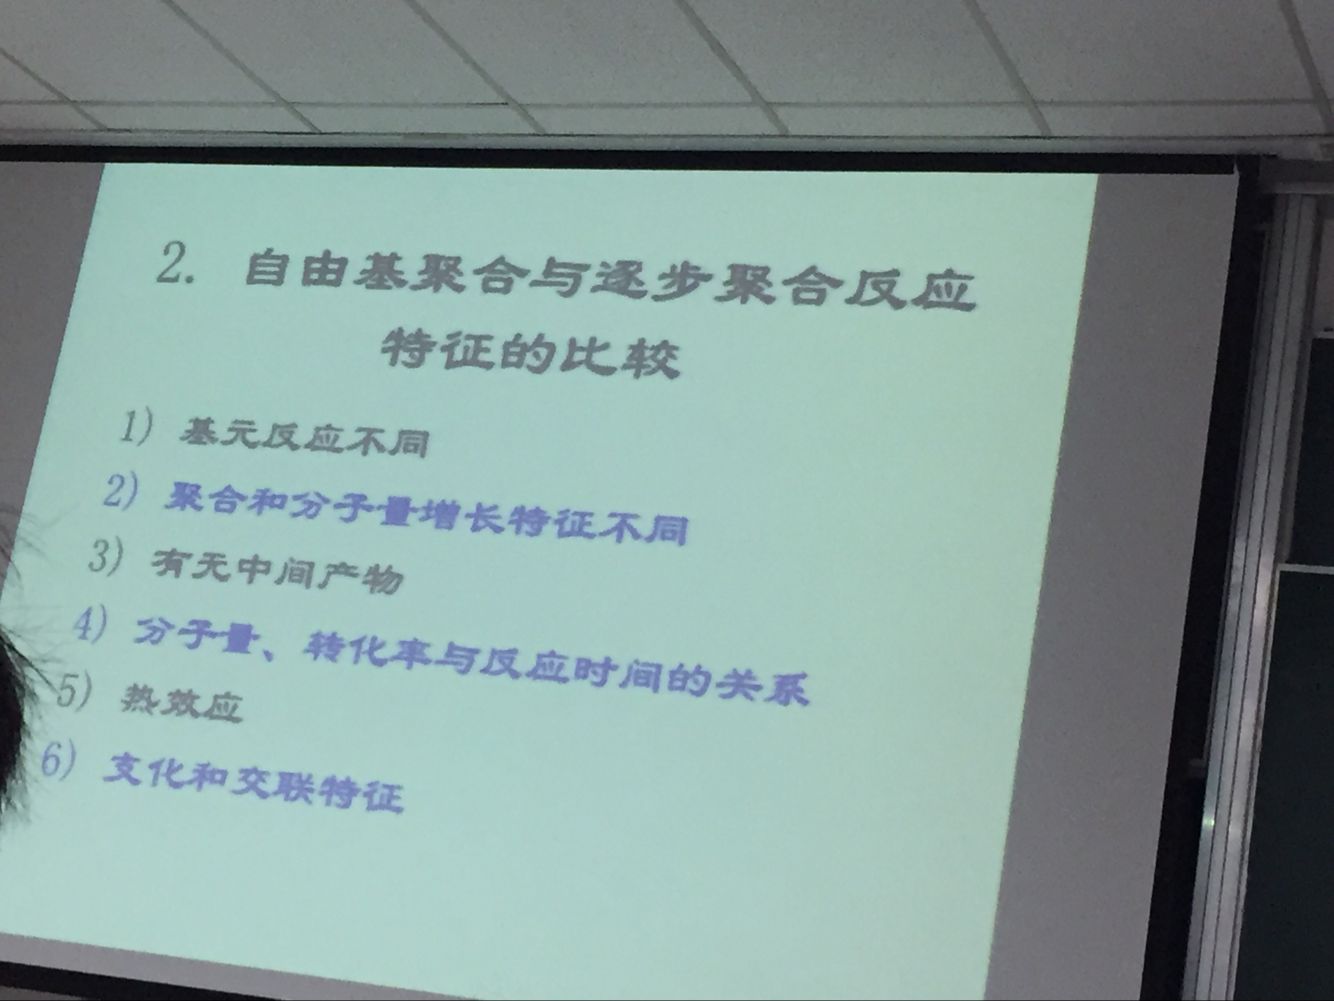 2. 自由基聚合与逐步聚合反应
特征的比较
1) 基元反应不同
2) 聚合和分子量增长特征不同
3) 有无中间产物
4) 分子量、转化率与反应时间的关系
5) 热效应
6) 支化和交联特征